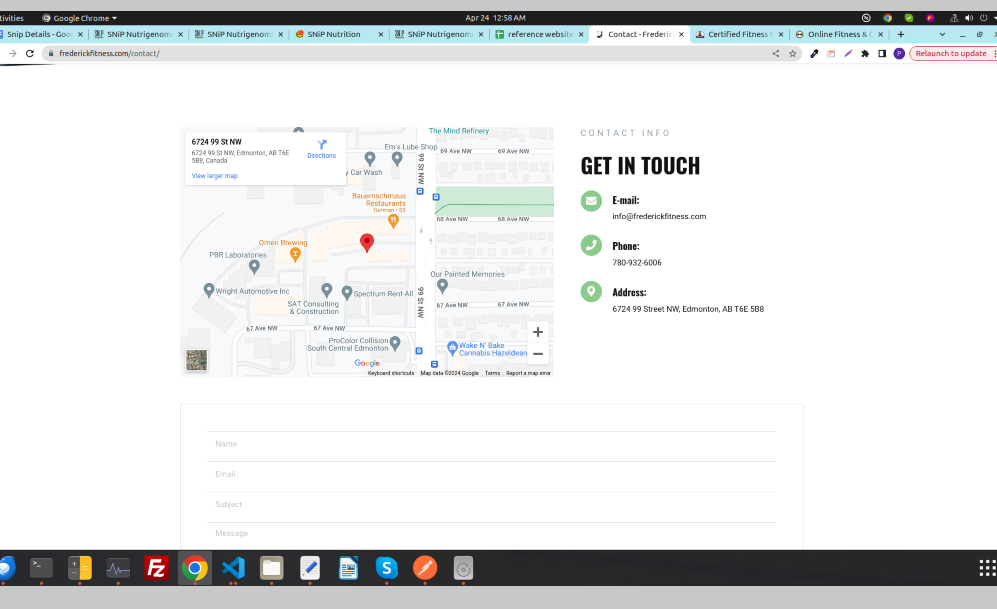 tivities
Google Chrome
Apr 24 12:58 AM
Snip Details - Goo
SNiP Nutrigenom
SNiP Nutrigenom
SNiP Nutrition
SNiP Nutrigenom
reference website
Contact - Frederic
Certified Fitness
Online Fitness &
frederickfitness.com/contact/
P
Relaunch to update
6724 99 St NW
6724 99 St NW, Edmonton, AB T6E
5B8, Canada
Directions
View larger map
The Mind Refinery
Em's Lube Shop
69 Ave NW
69 Ave NW
99 St NW
y Car Wash
Bauernschmaus
Restaurants
German • $$
68 Ave NW
68 Ave NW
Omen Brewing
PBR Laboratories
Our Painted Memories
Wright Automotive Inc
Spectrum Rent-All
SAT Consulting
& Construction
99 St NW
67 Ave NW
67 Ave NW
67 Ave NW
67 Ave NW
ProColor Collision
South Central Edmonton
Wake N' Bake
Cannabis Hazeldean
Google
Keyboard shortcuts
Map data ©2024 Google
Terms
Report a map error
CONTACT INFO
GET IN TOUCH
E-mail:
info@frederickfitness.com
Phone:
780-932-6006
Address:
6724 99 Street NW, Edmonton, AB T6E 5B8
Name
Email
Subject
Message